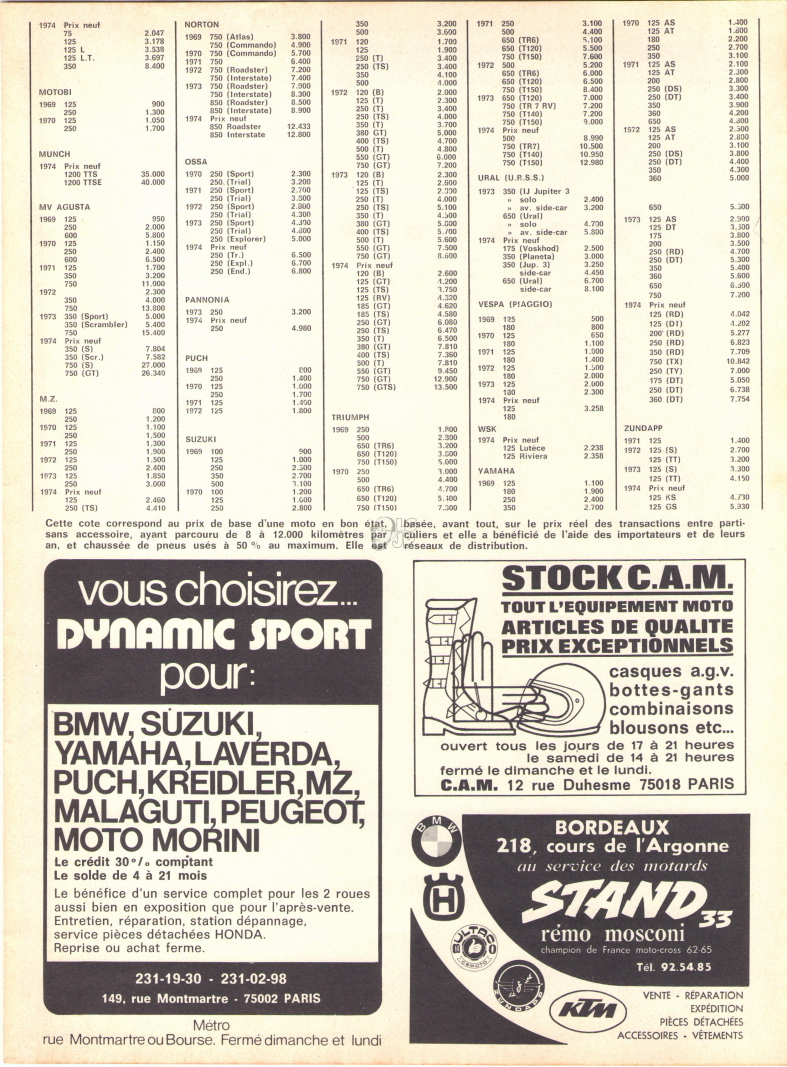 1974 Prix neuf
75 2.047
125 3.178
125 L 3.538
125 L.T. 3.697
350 8.400
MOTOBI
1969 125 900
250 1.300
1970 125 1.050
250 1.700
MUNCH
1974 Prix neuf
1200 TTS 35.000
1200 TTSE 40.000
MV AGUSTA
1969 125 950
250 2.000
600 5.800
1970 125 1.150
250 2.400
600 6.500
1971 125 1.700
350 3.200
750 11.000
1972 2.300
350 4.000
750 13.800
1973 350 (Sport) 5.000
350 (Scrambler) 5.400
750 15.400
1974 Prix neuf
350 (S) 7.804
350 (Scr.) 7.582
750 (S) 27.000
750 (GT) 26.340
M.Z.
1969 125 800
250 1.200
1970 125 1.100
250 1.500
1971 125 1.300
250 1.900
1972 125 1.500
250 2.400
1973 125 1.850
250 3.000
1974 Prix neuf
125 2.460
250 (TS) 4.410
NORTON
1969 750 (Atlas) 3.800
750 (Commando) 4.900
1970 750 (Commando) 5.700
1971 750 6.400
1972 750 (Roadster) 7.200
750 (Interstate) 7.400
1973 750 (Roadster) 7.900
750 (Interstate) 8.300
850 (Roadster) 8.500
850 (Interstate) 8.900
1974 Prix neuf
850 Roadster 12.433
850 Interstate 12.800
OSSA
1970 250 (Sport) 2.300
250 (Trial) 3.200
1971 250 (Sport) 2.700
250 (Trial) 3.800
1972 250 (Sport) 2.800
250 (Trial) 4.300
1973 250 (Sport) 4.300
250 (Trial) 4.800
250 (Explorer) 5.000
1974 Prix neuf
250 (Tr.) 6.500
250 (Expl.) 6.700
250 (End.) 6.800
PANNONIA
1973 250 3.200
1974 Prix neuf
250 4.980
PUCH
1969 125 800
250 1.400
1970 125 1.000
250 1.700
1971 125 1.400
1972 125 1.800
SUZUKI
1969 100 900
125 1.000
250 2.300
350 2.700
500 3.100
1970 100 1.200
125 1.600
250 2.800
350 3.200
500 3.600
1971 120 1.700
125 1.900
250 (T) 3.400
250 (TS) 3.400
350 4.100
500 4.000
1972 120 (B) 2.000
125 (T) 2.300
250 (T) 3.400
250 (TS) 4.000
350 (T) 3.700
380 (GT) 5.000
400 (TS) 4.700
500 (T) 4.800
550 (GT) 6.000
750 (GT) 7.200
1973 120 (B) 2.300
125 (T) 2.600
125 (TS) 2.900
250 (T) 4.000
250 (TS) 5.100
350 (T) 4.500
380 (GT) 5.800
400 (TS) 5.700
500 (T) 5.600
550 (GT) 7.500
750 (GT) 8.600
1974 Prix neuf
120 (B) 2.600
125 (GT) 4.200
125 (TS) 3.750
125 (RV) 4.320
185 (GT) 4.620
185 (TS) 4.580
250 (GT) 6.080
250 (TS) 6.470
350 (T) 6.500
380 (GT) 7.810
400 (TS) 7.360
500 (T) 7.810
550 (GT) 9.450
750 (GT) 12.900
750 (GTS) 13.500
TRIUMPH
1969 250 1.800
500 2.300
650 (TR6) 3.200
650 (T120) 3.800
750 (T150) 5.000
1970 250 3.000
500 4.400
650 (TR6) 4.700
650 (T120) 5.100
750 (T150) 7.300
1971 250 3.100
500 4.400
650 (TR6) 5.100
650 (T120) 5.500
750 (T150) 7.600
1972 500 5.200
650 (TR6) 6.000
650 (T120) 6.500
750 (T150) 8.400
1973 650 (T120) 7.000
750 (TR 7 RV) 7.200
750 (T140) 7.200
750 (T150) 9.000
1974 Prix neuf
500 8.990
750 (TR7) 10.500
750 (T140) 10.950
750 (T150) 12.980
URAL (U.R.S.S.)
1973 350 (IJ Jupiter 3
» solo 2.400
» av. side-car 3.200
650 (Ural)
» solo 4.700
» av. side-car 5.800
1974 Prix neuf
175 (Voskhod) 2.500
350 (Planeta) 3.000
350 (Jup. 3) 3.250
side-car 4.450
650 (Ural) 6.700
side-car 8.100
VESPA (PIAGGIO)
1969 125 500
180 800
1970 125 650
180 1.100
1971 125 1.000
180 1.400
1972 125 1.500
180 2.000
1973 125 2.000
180 2.300
1974 Prix neuf
125 3.258
180
WSK
1974 Prix neuf
125 Lutèce 2.238
125 Riviera 2.358
YAMAHA
1969 125 1.100
180 1.900
250 2.400
350 2.700
1970 125 AS 1.400
125 AT 1.800
180 2.200
250 2.700
350 3.100
1971 125 AS 2.100
125 AT 2.300
200 2.800
250 (DS) 3.300
250 (DT) 3.400
350 3.900
360 4.200
650 4.800
1972 125 AS 2.500
125 AT 2.800
200 3.100
250 (DS) 3.800
250 (DT) 4.400
350 4.300
360 5.000
650 5.300
1973 125 AS 2.900
125 DT 3.300
175 3.800
200 3.500
250 (RD) 4.700
250 (DT) 5.300
350 5.400
360 5.600
650 6.300
750 7.200
1974 Prix neuf
125 (RD) 4.042
125 (DT) 4.202
200 (RD) 5.277
250 (RD) 6.823
350 (RD) 7.709
750 (TX) 10.842
250 (TY) 7.000
175 (DT) 5.050
250 (DT) 6.738
360 (DT) 7.754
ZUNDAPP
1971 125 1.400
1972 125 (S) 2.700
125 (TT) 3.200
1973 125 (S) 3.300
125 (TT) 4.150
1974 Prix neuf
125 KS 4.730
125 GS 5.930
Cette cote correspond au prix de base d'une moto en bon état, basée, avant tout, sur le prix réel des transactions entre parti-
sans accessoire, ayant parcouru de 8 à 12.000 kilomètres par culiers et elle a bénéficié de l'aide des importateurs et de leurs
an, et chaussée de pneus usés à 50 % au maximum. Elle est réseaux de distribution.
vous choisirez...
DYNAMIC SPORT
pour:
BMW, SUZUKI,
YAMAHA, LAVERDA,
PUCH, KREIDLER, MZ,
MALAGUTI, PEUGEOT,
MOTO MORINI
Le crédit 30 °/o comptant
Le solde de 4 à 21 mois
Le bénéfice d'un service complet pour les 2 roues
aussi bien en exposition que pour l'après-vente.
Entretien, réparation, station dépannage,
service pièces détachées HONDA.
Reprise ou achat ferme.
231-19-30 - 231-02-98
149, rue Montmartre - 75002 PARIS
Métro
rue Montmartre ou Bourse. Fermé dimanche et lundi
STOCK C.A.M.
TOUT L'EQUIPEMENT MOTO
ARTICLES DE QUALITE
PRIX EXCEPTIONNELS
casques a.g.v.
bottes-gants
combinaisons
blousons etc...
ouvert tous les jours de 17 à 21 heures
le samedi de 14 à 21 heures
fermé le dimanche et le lundi.
C.A.M. 12 rue Duhesme 75018 PARIS
BMW
BORDEAUX
218, cours de l'Argonne
au service des motards
STAND 33
rémo mosconi
champion de France moto-cross 62-65
Tél. 92.54.85
BULTACO
CEMOTO
ZUNDAPP
KTM
VENTE - RÉPARATION
EXPÉDITION
PIÈCES DÉTACHÉES
ACCESSOIRES - VÊTEMENTS